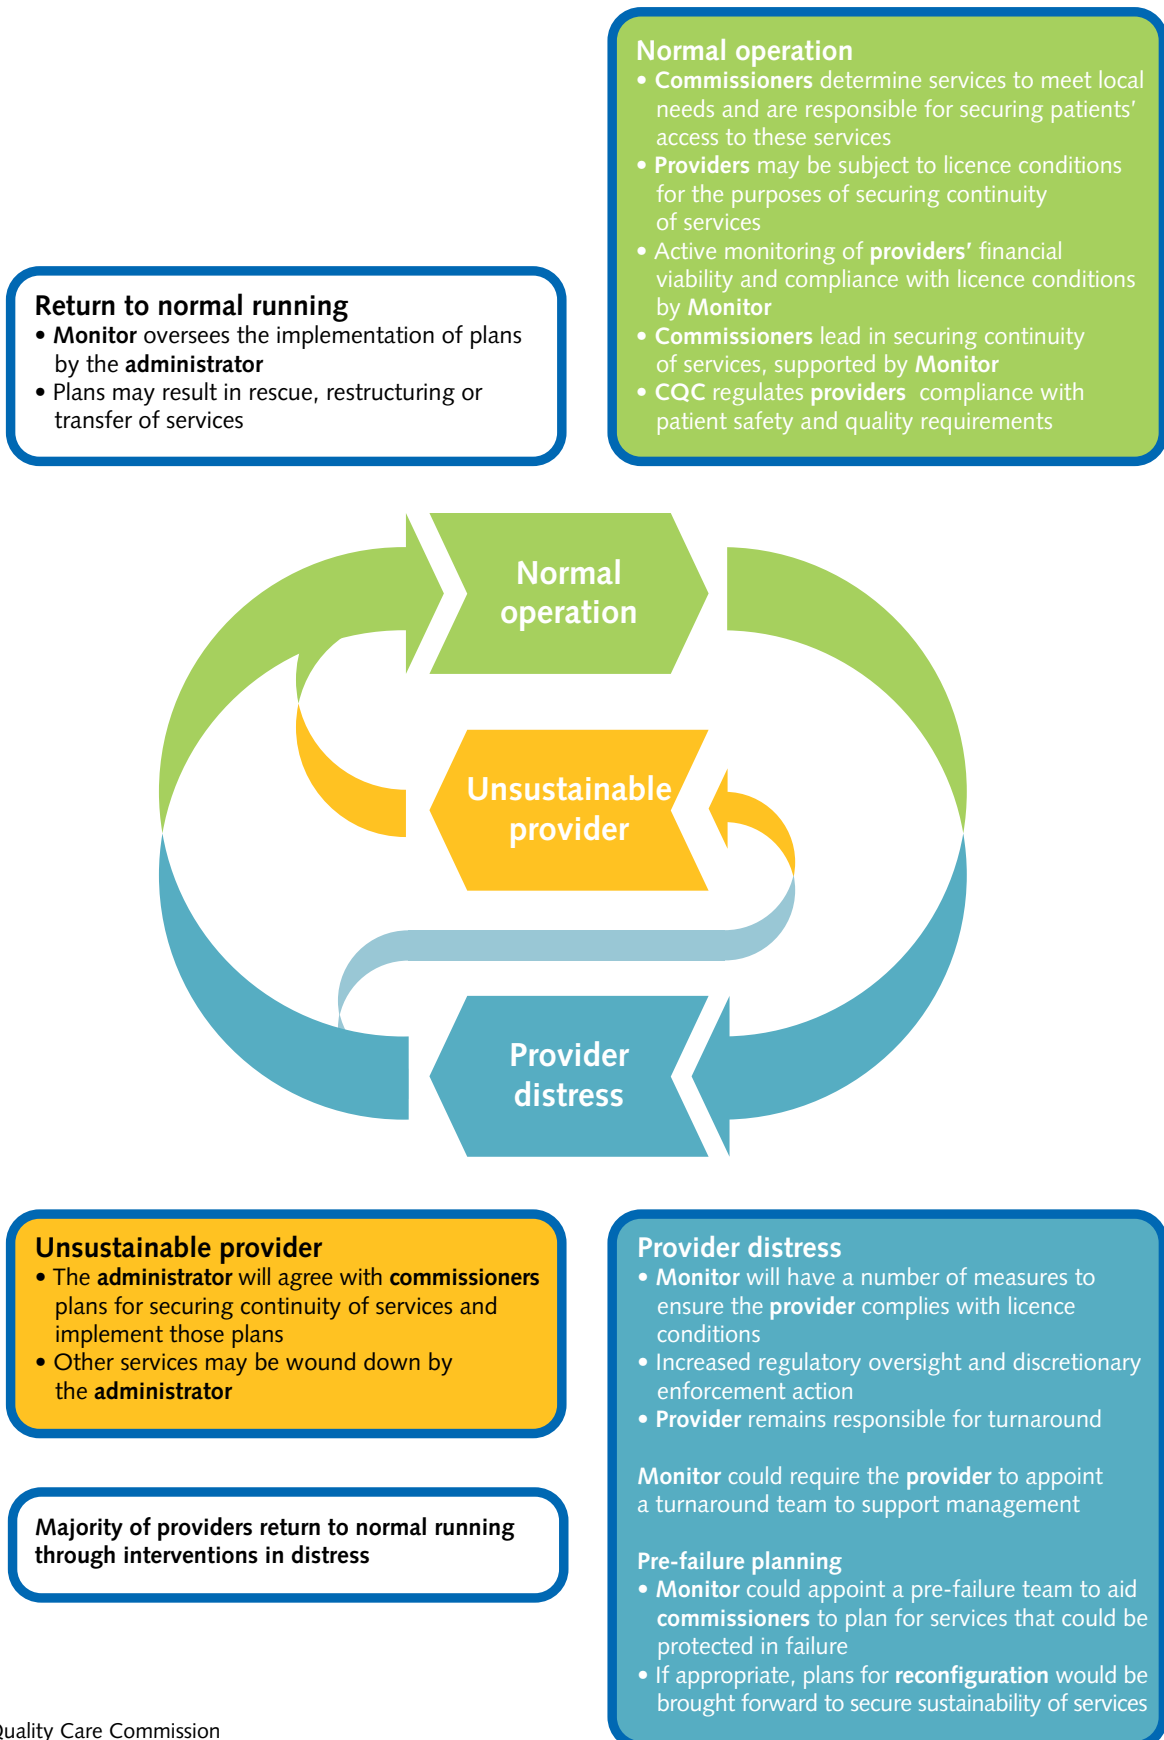 Normal operation
• Commissioners determine services to meet local
needs and are responsible for securing patients’
access to these services
• Providers may be subject to licence conditions
for the purposes of securing continuity
of services
• Active monitoring of providers’ financial
viability and compliance with licence conditions
by Monitor
• Commissioners lead in securing continuity
of services, supported by Monitor
• CQC regulates providers compliance with
patient safety and quality requirements
Return to normal running
• Monitor oversees the implementation of plans
by the administrator
• Plans may result in rescue, restructuring or
transfer of services
Normal
operation
Unsustainable
provider
Provider
distress
Unsustainable provider
• The administrator will agree with commissioners
plans for securing continuity of services and
implement those plans
• Other services may be wound down by
the administrator
Majority of providers return to normal running
through interventions in distress
Provider distress
• Monitor will have a number of measures to
ensure the provider complies with licence
conditions
• Increased regulatory oversight and discretionary
enforcement action
• Provider remains responsible for turnaround
Monitor could require the provider to appoint
a turnaround team to support management
Pre-failure planning
• Monitor could appoint a pre-failure team to aid
commissioners to plan for services that could be
protected in failure
• If appropriate, plans for reconfiguration would be
brought forward to secure sustainability of services
Quality Care Commission